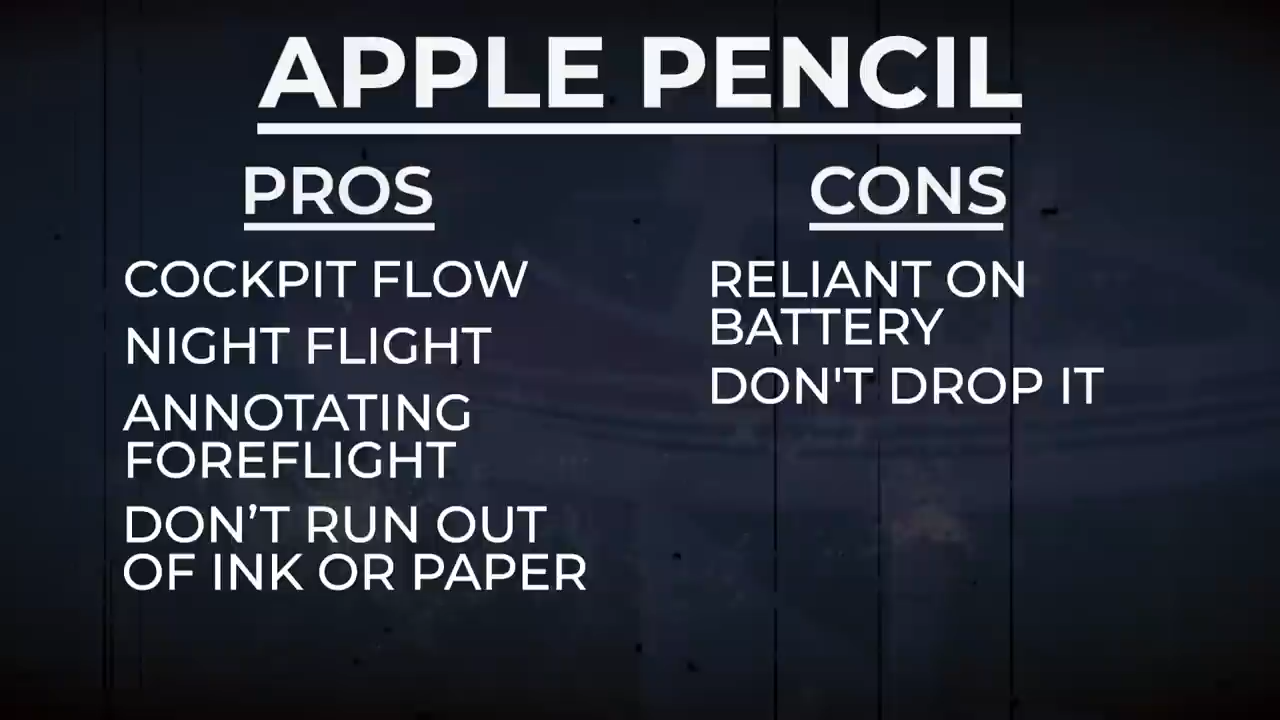 APPLE PENCIL
PROS
COCKPIT FLOW
NIGHT FLIGHT
ANNOTATING
FOREFLIGHT
DON’T RUN OUT
OF INK OR PAPER
CONS
RELIANT ON
BATTERY
DON'T DROP IT